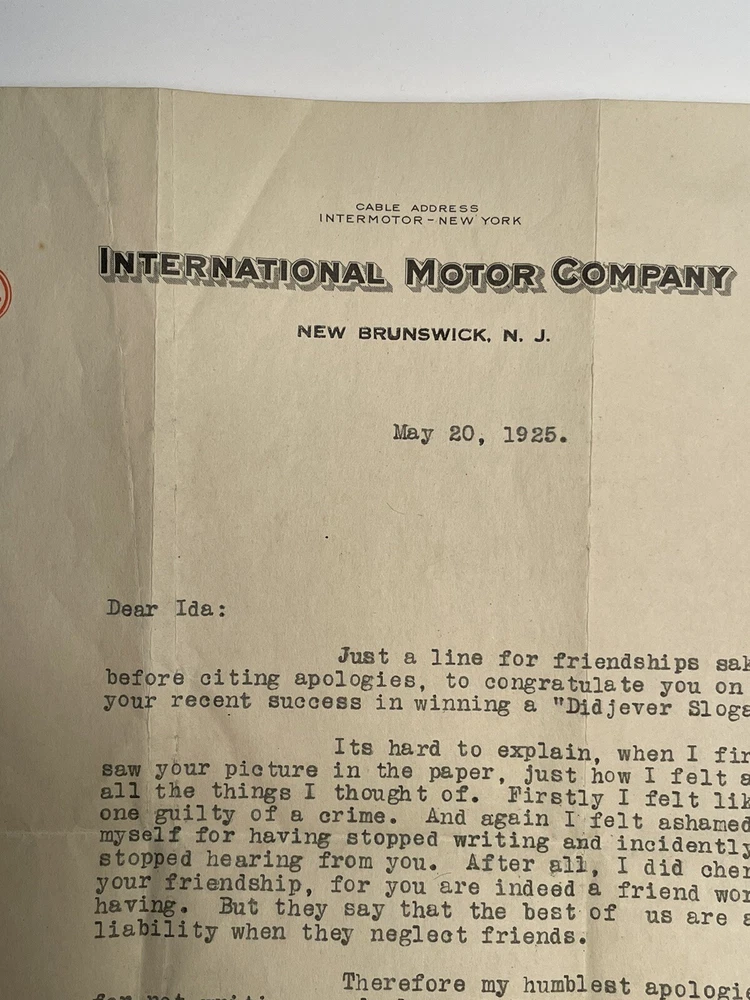 CABLE ADDRESS
INTERMOTOR-NEW YORK
INTERNATIONAL MOTOR COMPANY
NEW BRUNSWICK, N. J.
May 20, 1925.
Dear Ida:
Just a line for friendships
before citing apologies, to congratulate you on
your recent success in winning a "Didjever
Its hard to explain, when I
saw your picture in the paper, just how I felt
all the things I thought of. Firstly I felt
one guilty of a crime. And again I felt ashamed
myself for having stopped writing and incidently
stopped hearing from you. After all, I did
your friendship, for you are indeed a friend
having. But they say that the best of us are
liability when they neglect friends.
Therefore my humblest
for not